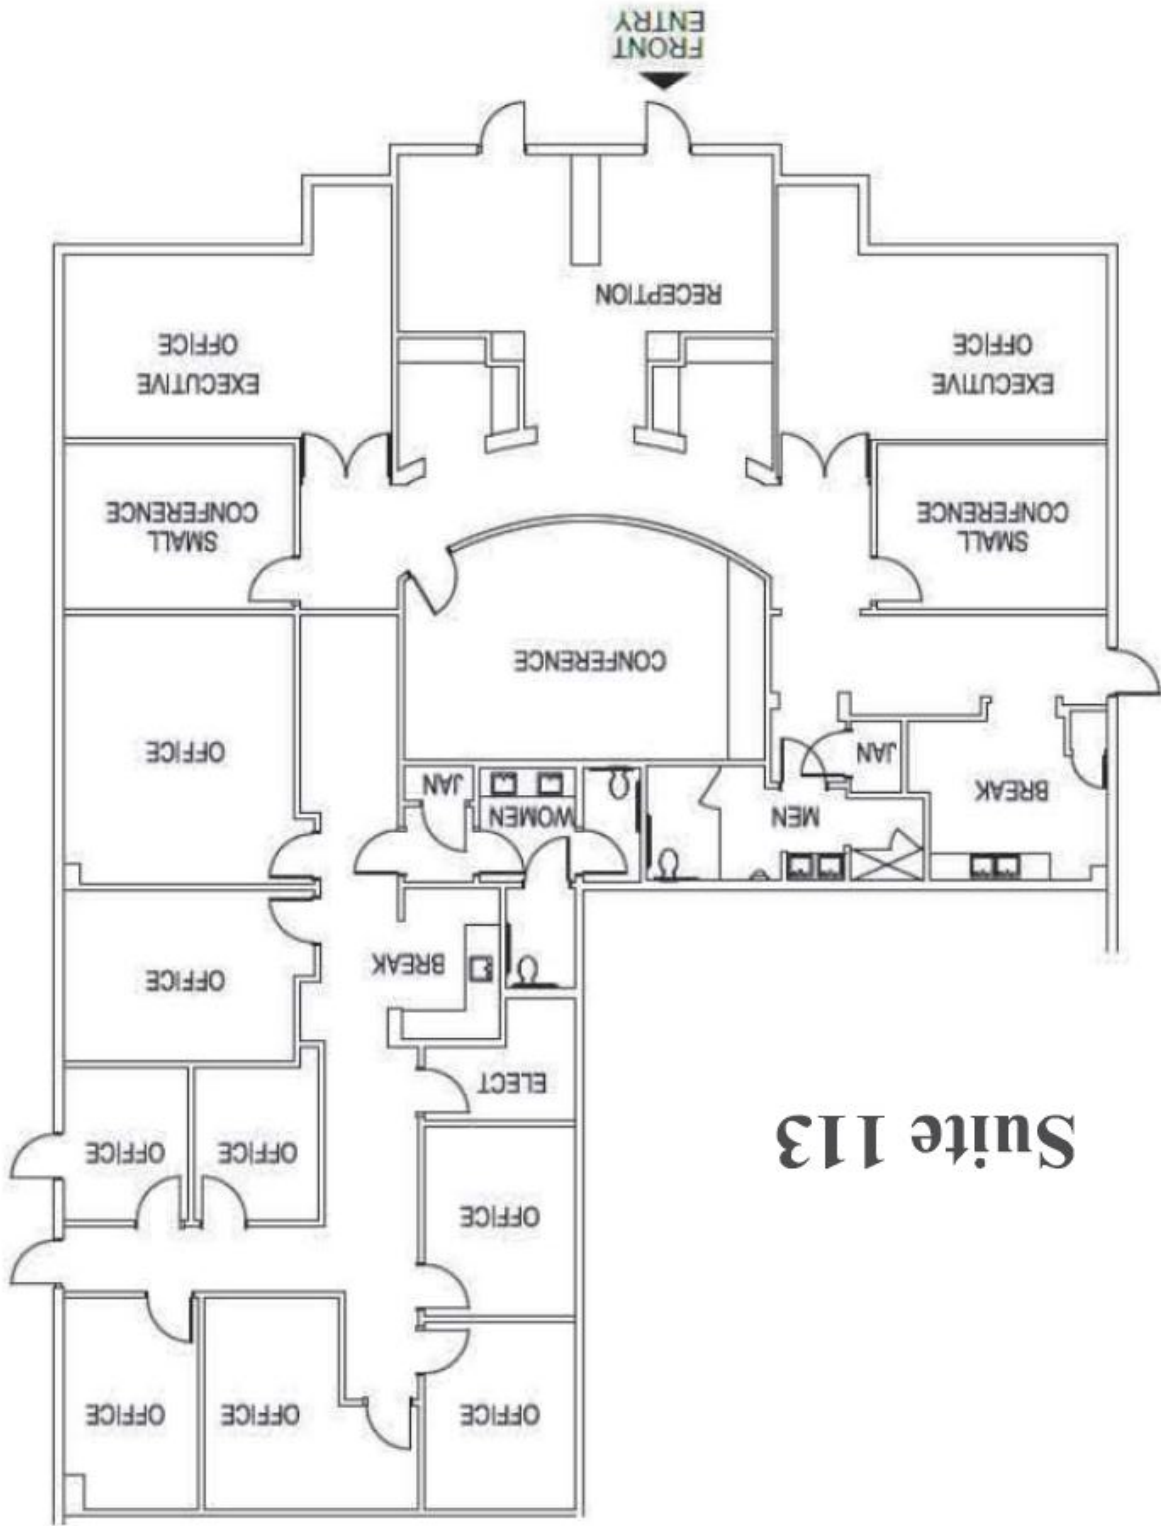 OFFICE
OFFICE
OFFICE
OFFICE
Suite 113
OFFICE
OFFICE
ELECT
OFFICE
BREAK
MEN
WOMEN
BREAK
JAN
JAN
OFFICE
CONFERENCE
SMALL
CONFERENCE
SMALL
CONFERENCE
EXECUTIVE
OFFICE
EXECUTIVE
OFFICE
RECEPTION
FRONT
ENTRY